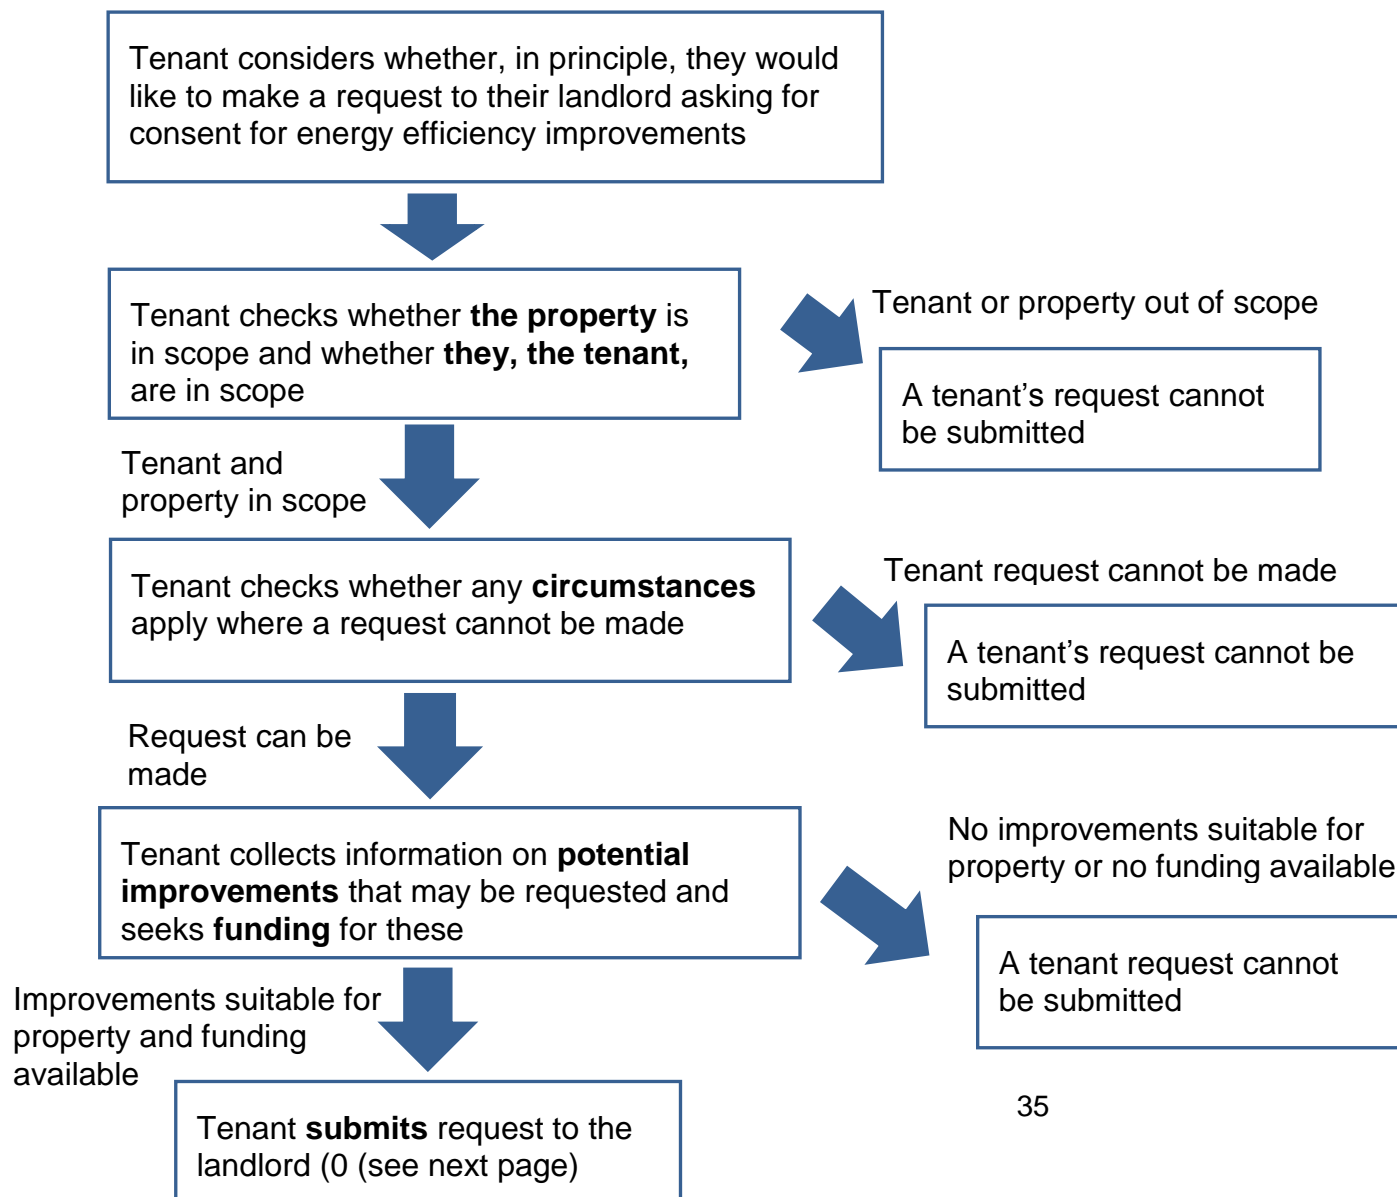 Tenant considers whether, in principle, they would
like to make a request to their landlord asking for
consent for energy efficiency improvements
Tenant checks whether the property is
in scope and whether they, the tenant,
are in scope
Tenant or property out of scope
A tenant’s request cannot
be submitted
Tenant and
property in scope
Tenant checks whether any circumstances
apply where a request cannot be made
Tenant request cannot be made
A tenant’s request cannot be
submitted
Request can be
made
Tenant collects information on potential
improvements that may be requested and
seeks funding for these
No improvements suitable for
property or no funding available
A tenant request cannot
be submitted
Improvements suitable for
property and funding
available
Tenant submits request to the
landlord (0 (see next page)
35